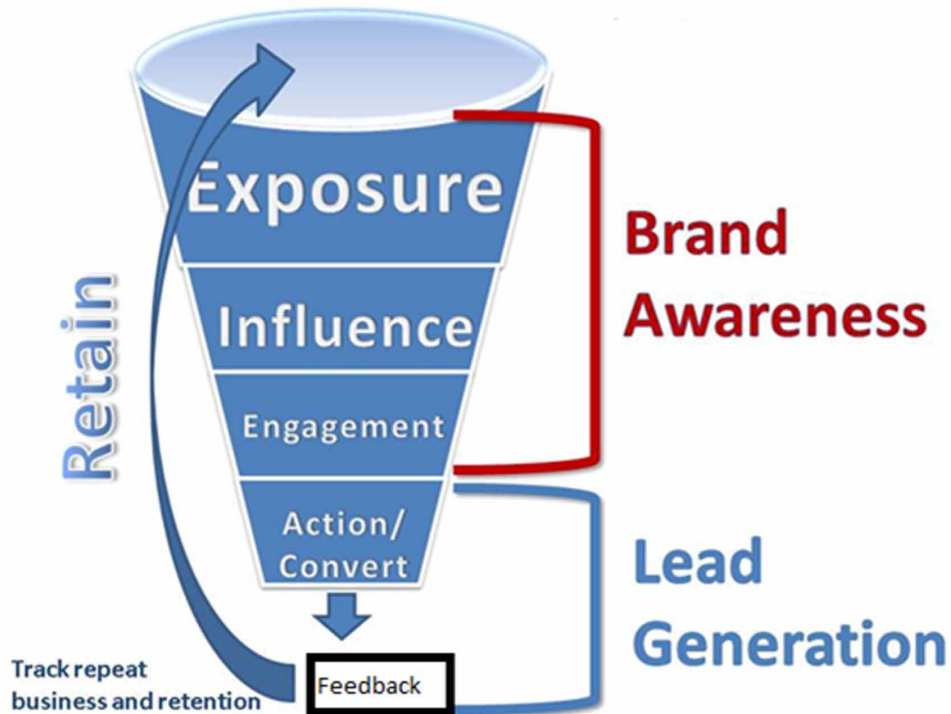 Exposure
Influence
Engagement
Action/
Convert
Feedback
Retain
Track repeat
business and retention
Brand
Awareness
Lead
Generation